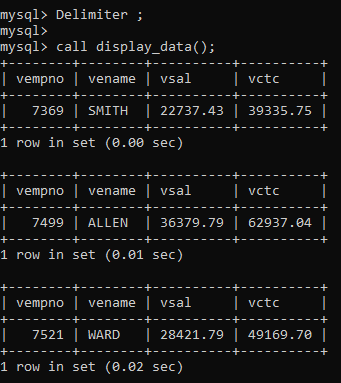 mysql> Delimiter ;
mysql>
mysql> call display_data();
+--------+--------+----------+----------+
| vempno | vename | vsal     | vctc     |
+--------+--------+----------+----------+
|   7369 | SMITH  | 22737.43 | 39335.75 |
+--------+--------+----------+----------+
1 row in set (0.00 sec)

+--------+--------+----------+----------+
| vempno | vename | vsal     | vctc     |
+--------+--------+----------+----------+
|   7499 | ALLEN  | 36379.79 | 62937.04 |
+--------+--------+----------+----------+
1 row in set (0.01 sec)

+--------+--------+----------+----------+
| vempno | vename | vsal     | vctc     |
+--------+--------+----------+----------+
|   7521 | WARD   | 28421.79 | 49169.70 |
+--------+--------+----------+----------+
1 row in set (0.02 sec)